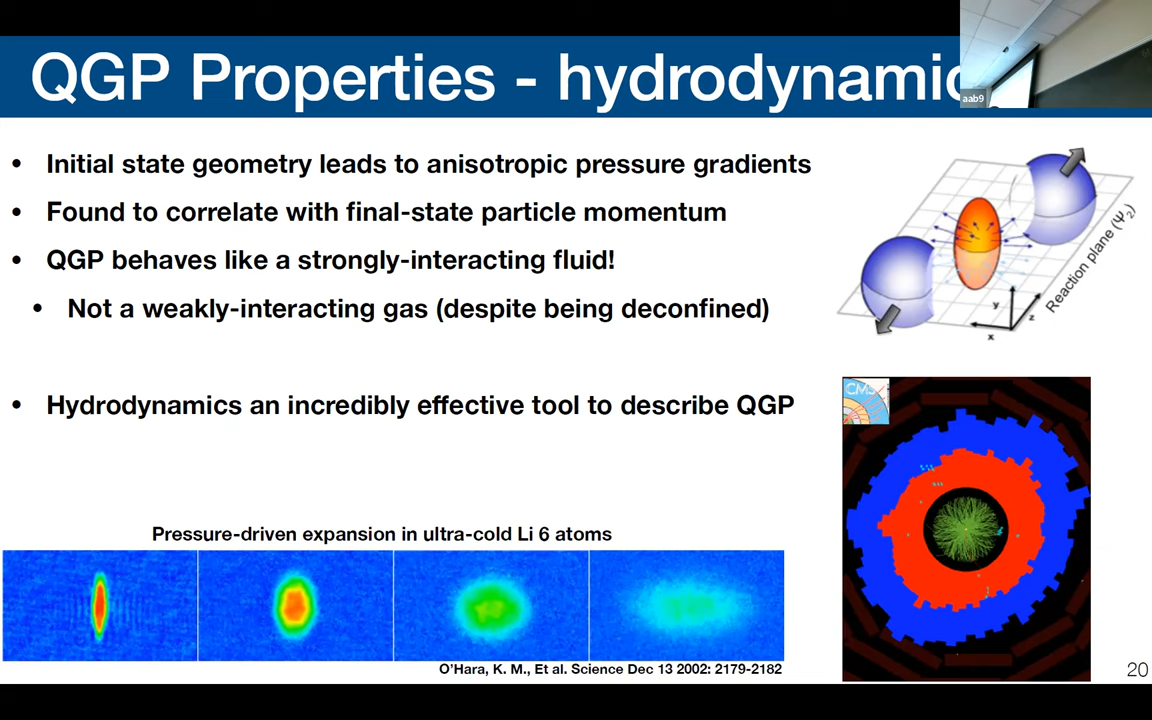 QGP Properties - hydrodynamic
aab9
• Initial state geometry leads to anisotropic pressure gradients
• Found to correlate with final-state particle momentum
• QGP behaves like a strongly-interacting fluid!
• Not a weakly-interacting gas (despite being deconfined)
• Hydrodynamics an incredibly effective tool to describe QGP
Reaction plane (Ψ₂)
y
z
x
CMS
Pressure-driven expansion in ultra-cold Li 6 atoms
O’Hara, K. M., Et al. Science Dec 13 2002: 2179-2182
20